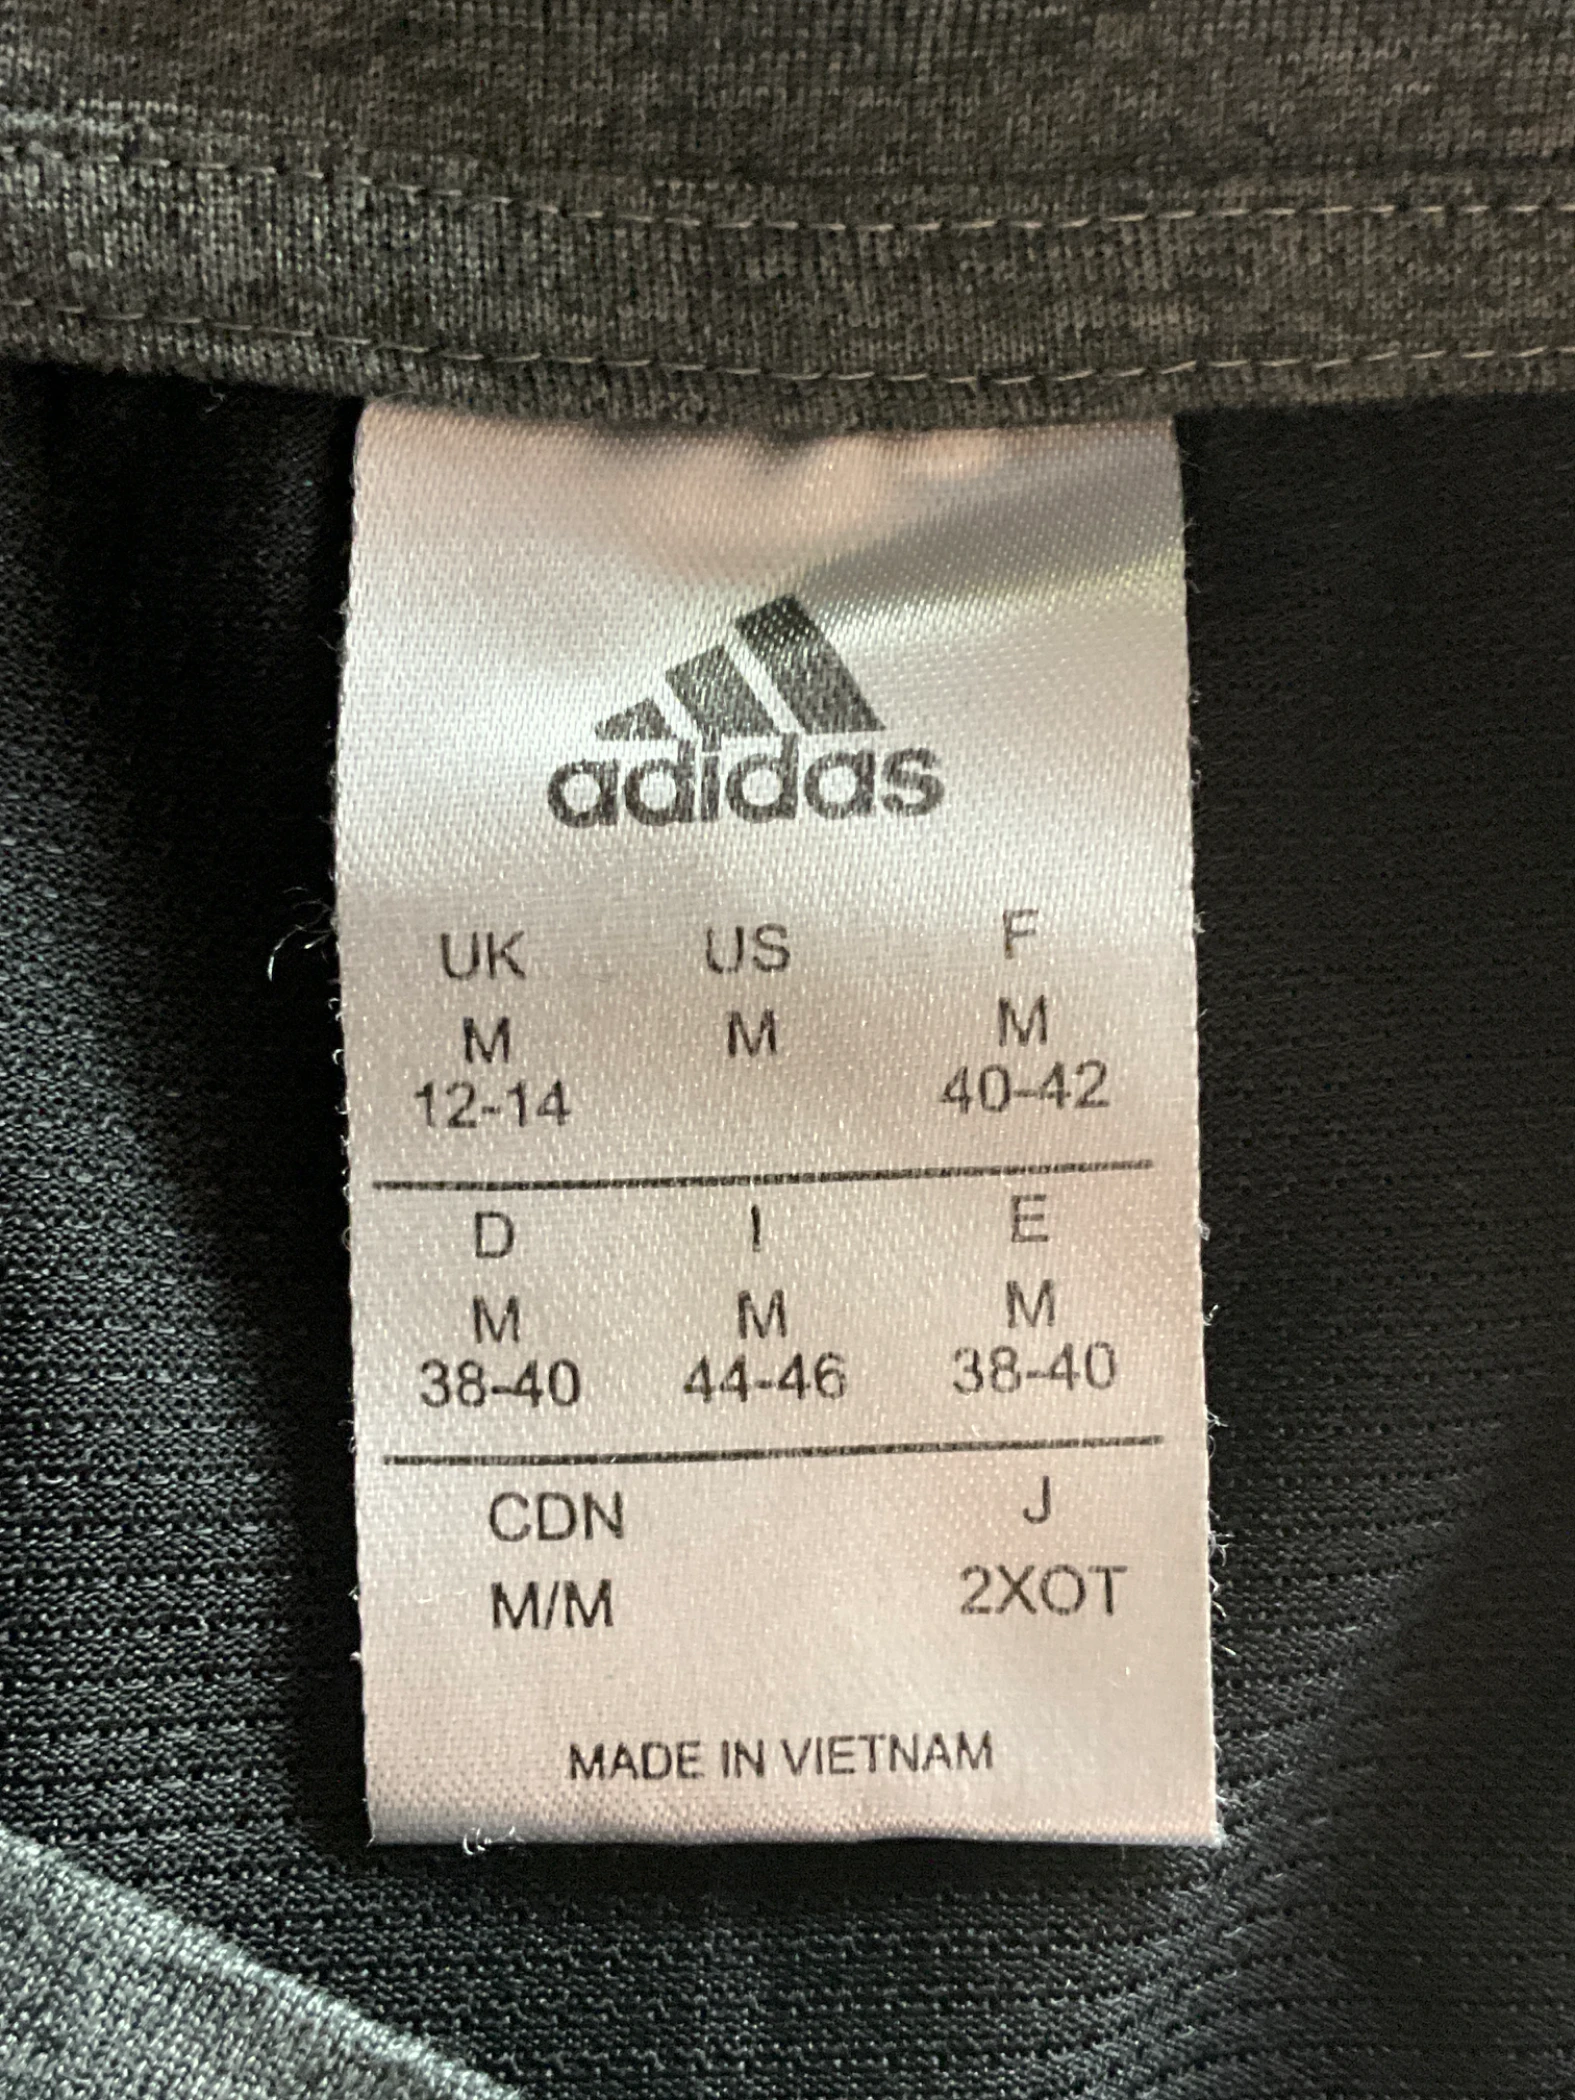 adidas
UK US F
M M M
12-14 40-42
D I E
M M M
38-40 44-46 38-40
CDN J
M/M 2XOT
MADE IN VIETNAM